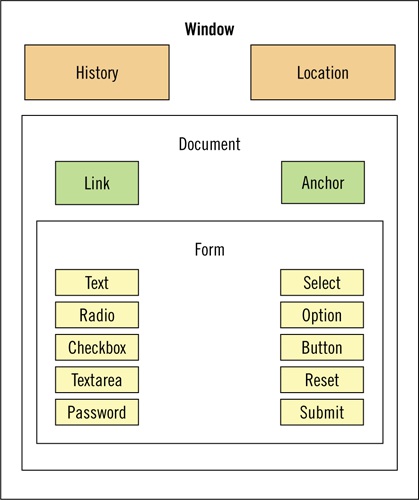 Window
History
Location
Document
Link
Anchor
Form
Text
Select
Radio
Option
Checkbox
Button
Textarea
Reset
Password
Submit